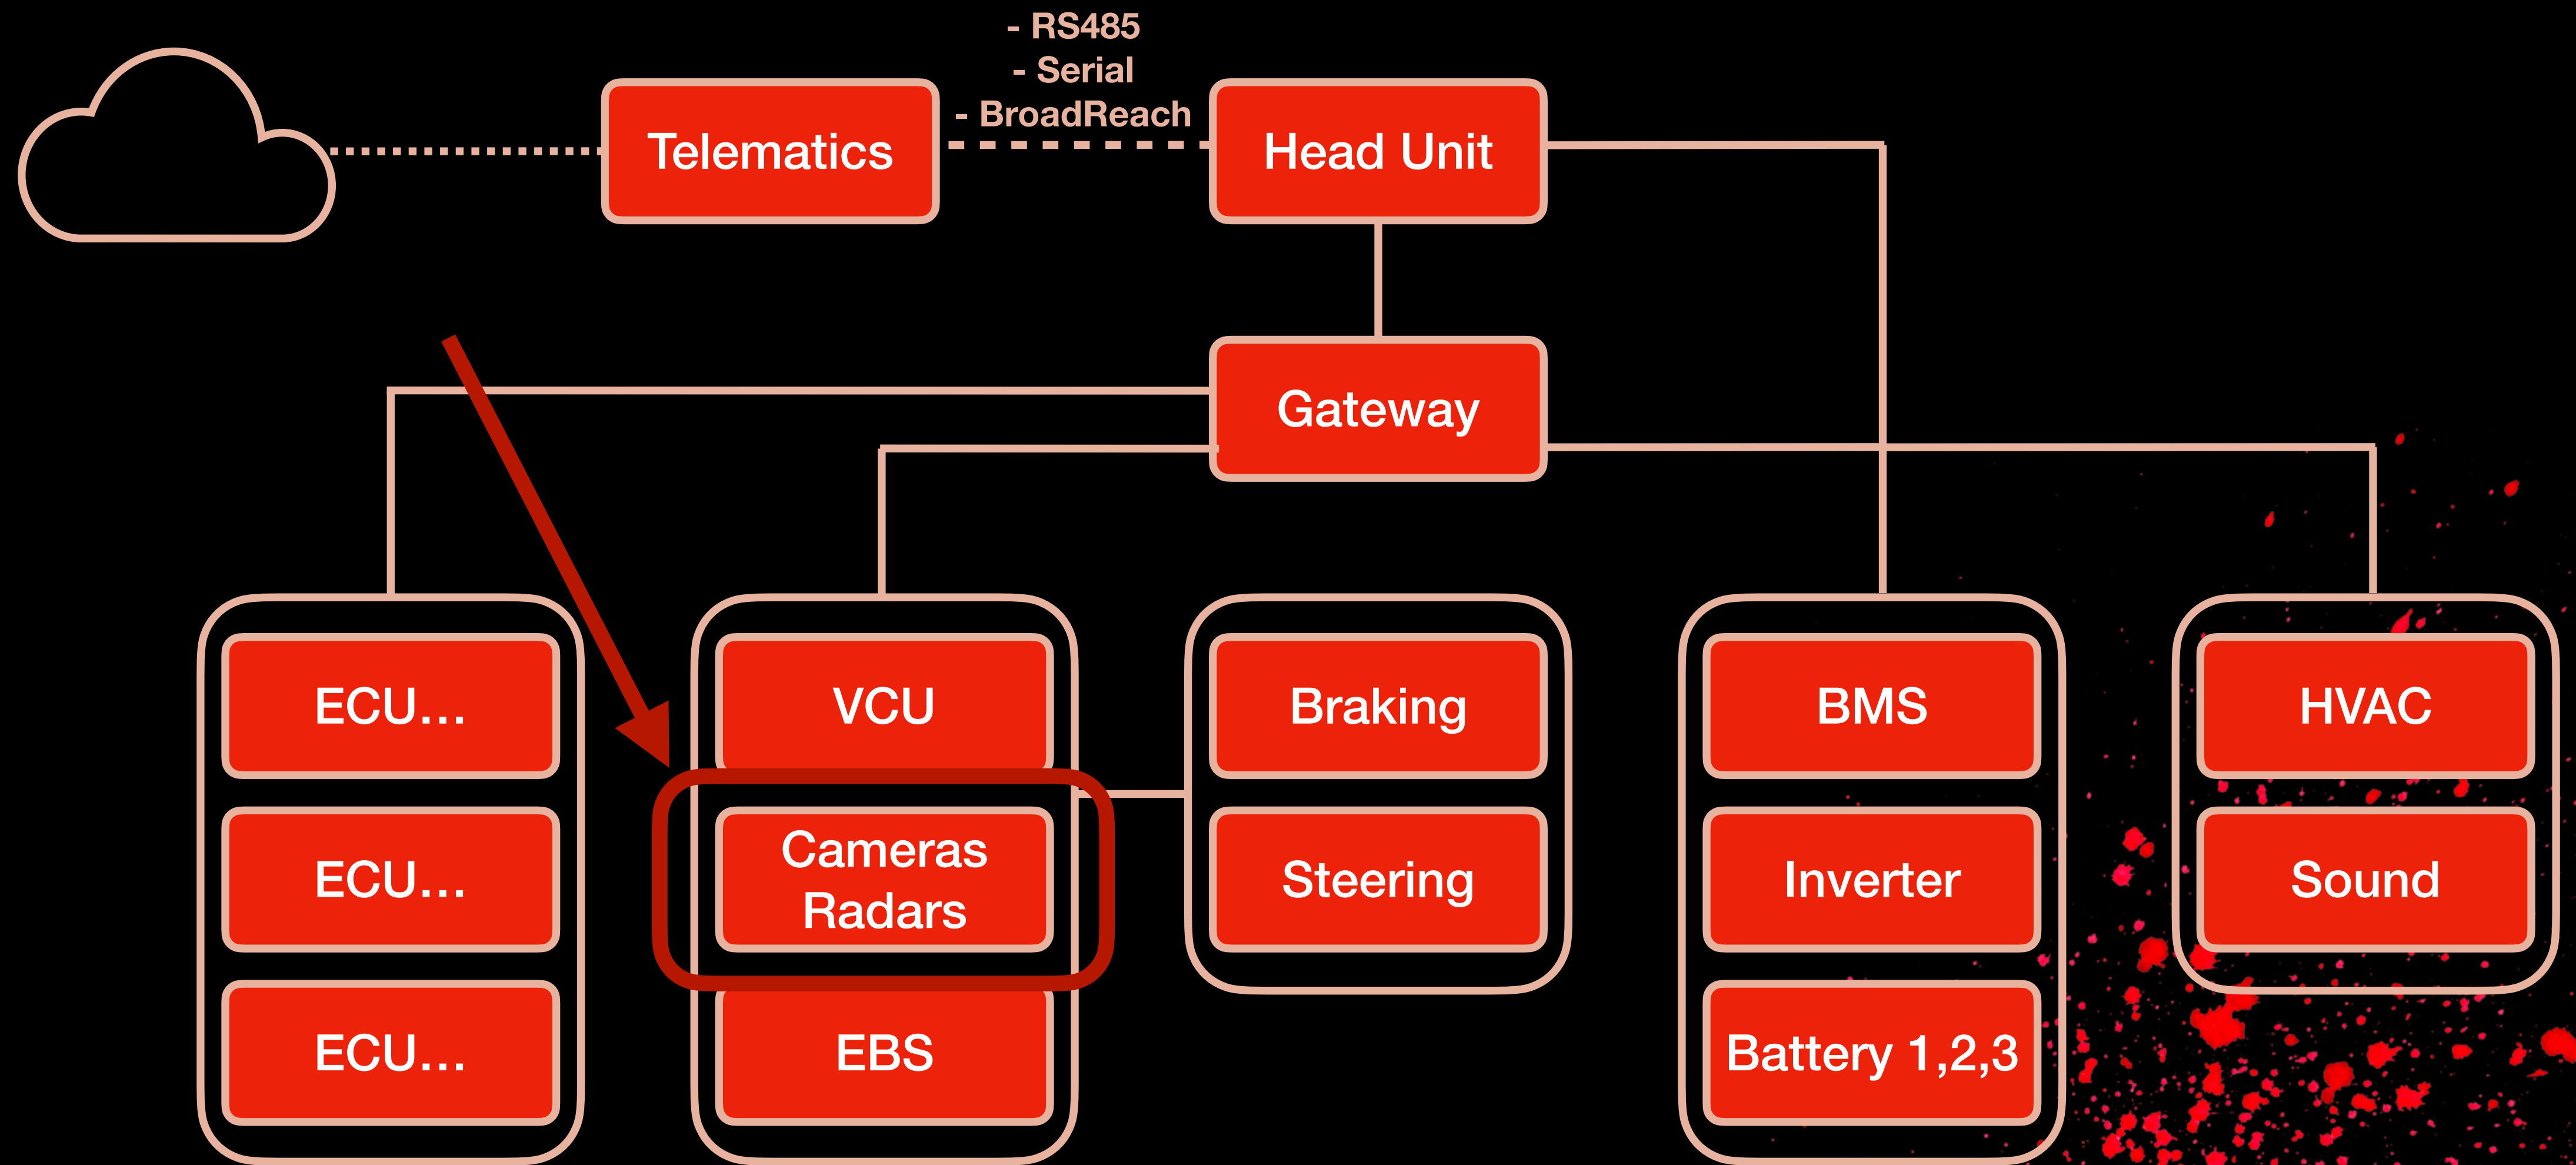 - RS485
- Serial
- BroadReach
Telematics
Head Unit
Gateway
ECU...
ECU...
ECU...
VCU
Cameras
Radars
EBS
Braking
Steering
BMS
Inverter
Battery 1,2,3
HVAC
Sound